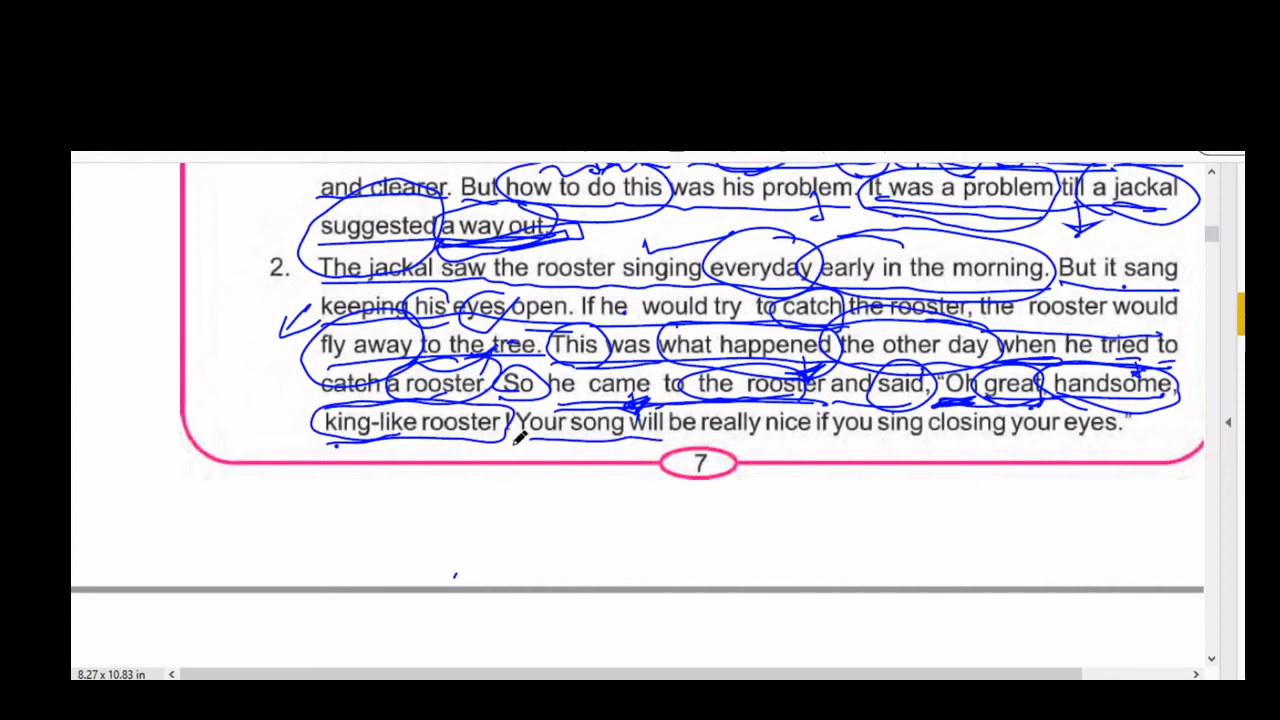 and clearer. But how to do this was his problem. It was a problem till a jackal
suggested a way out.
2. The jackal saw the rooster singing everyday early in the morning. But it sang
keeping his eyes open. If he would try to catch the rooster, the rooster would
fly away to the tree. This was what happened the other day when he tried to
catch a rooster. So he came to the rooster and said, "Oh great handsome,
king-like rooster! Your song will be really nice if you sing closing your eyes."
7
8.27 x 10.83 in